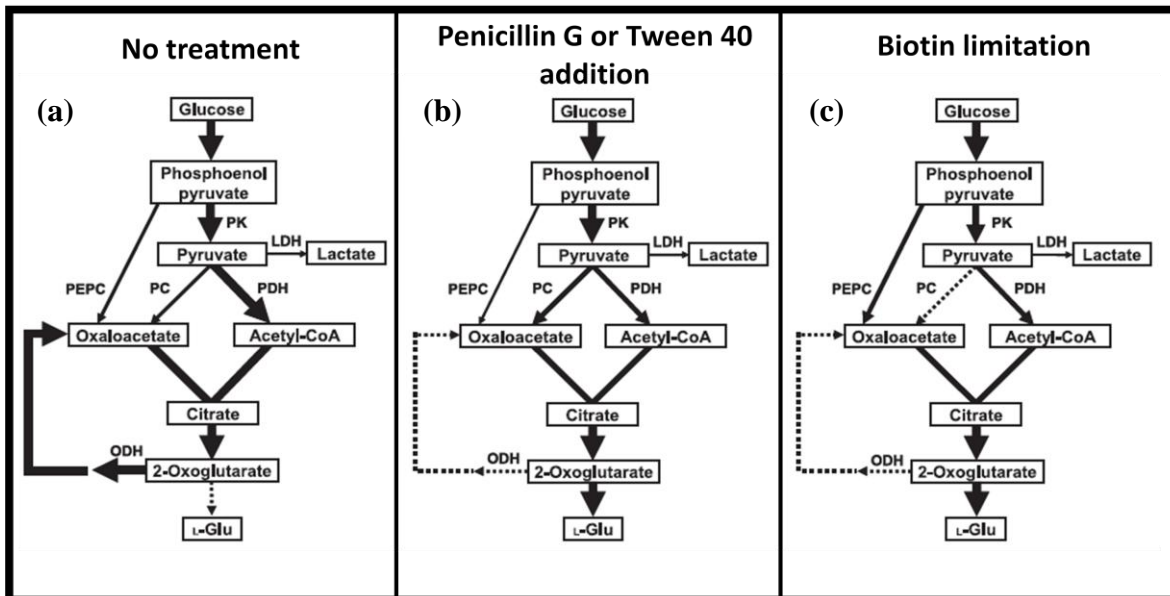 No treatment
(a)
Glucose
Phosphoenol
pyruvate
PK
LDH
Pyruvate
Lactate
PEPC
PC
PDH
Oxaloacetate
Acetyl-CoA
Citrate
ODH
2-Oxoglutarate
L-Glu
Penicillin G or Tween 40
addition
(b)
Glucose
Phosphoenol
pyruvate
PK
LDH
Pyruvate
Lactate
PEPC
PC
PDH
Oxaloacetate
Acetyl-CoA
Citrate
ODH
2-Oxoglutarate
L-Glu
Biotin limitation
(c)
Glucose
Phosphoenol
pyruvate
PK
LDH
Pyruvate
Lactate
PEPC
PC
PDH
Oxaloacetate
Acetyl-CoA
Citrate
ODH
2-Oxoglutarate
L-Glu